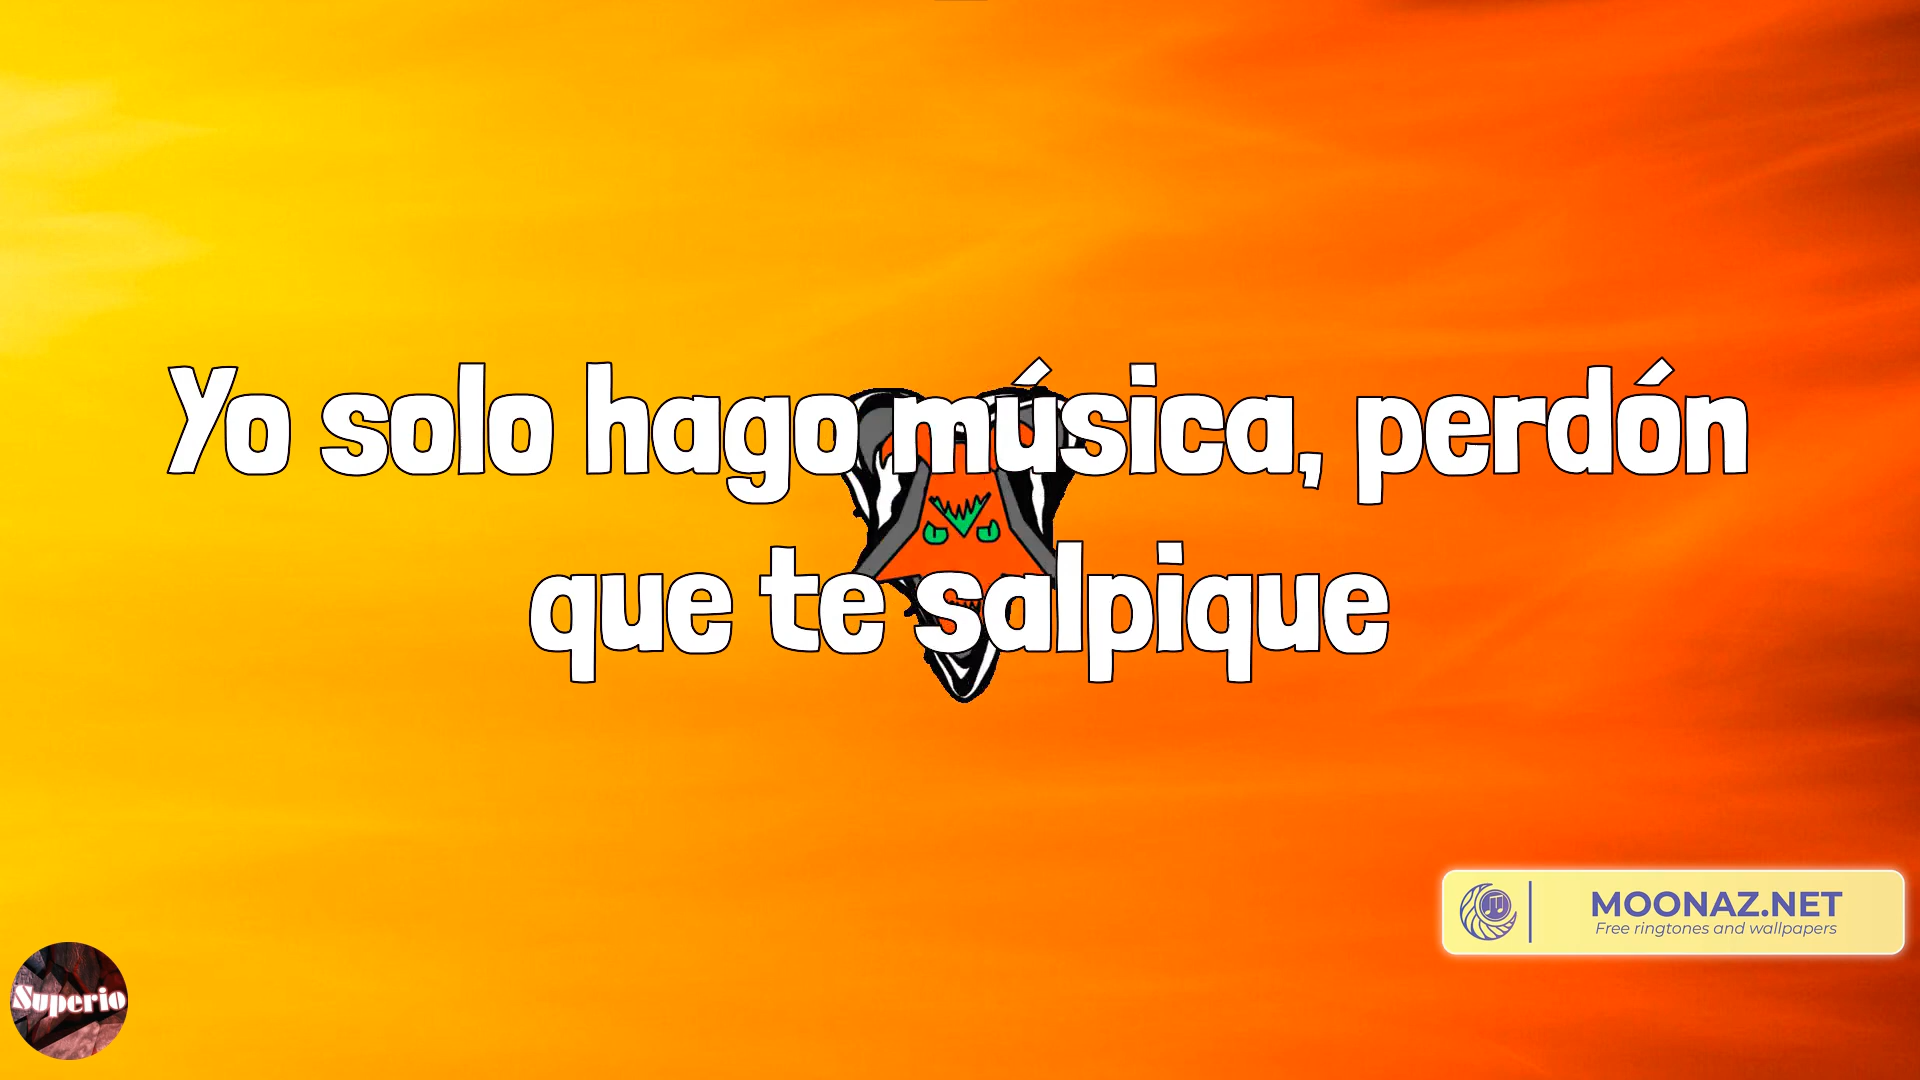 Yo solo hago música, perdón
que te salpique
MOONAZ.NET
Free ringtones and wallpapers
Superio